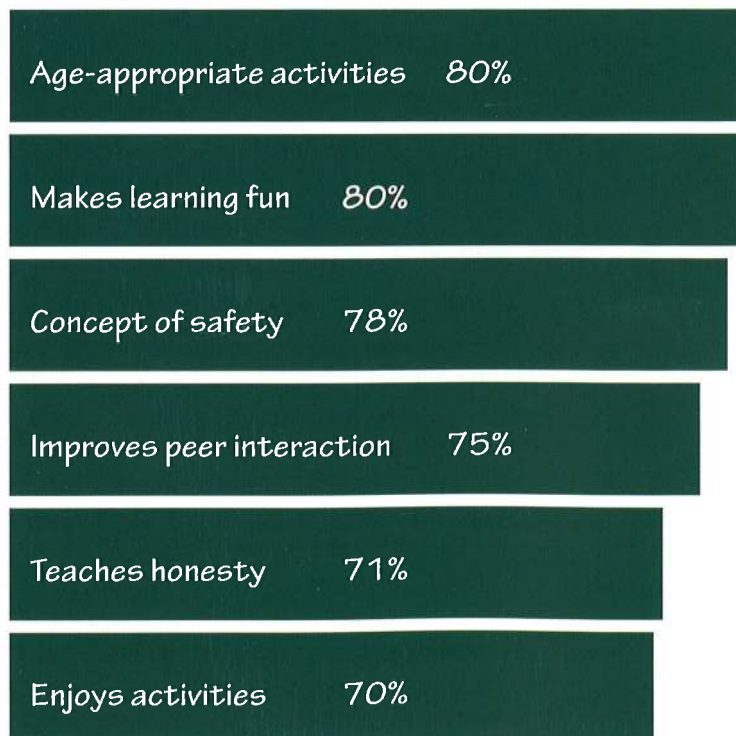 Age-appropriate activities 80%
Makes learning fun 80%
Concept of safety 78%
Improves peer interaction 75%
Teaches honesty 71%
Enjoys activities 70%